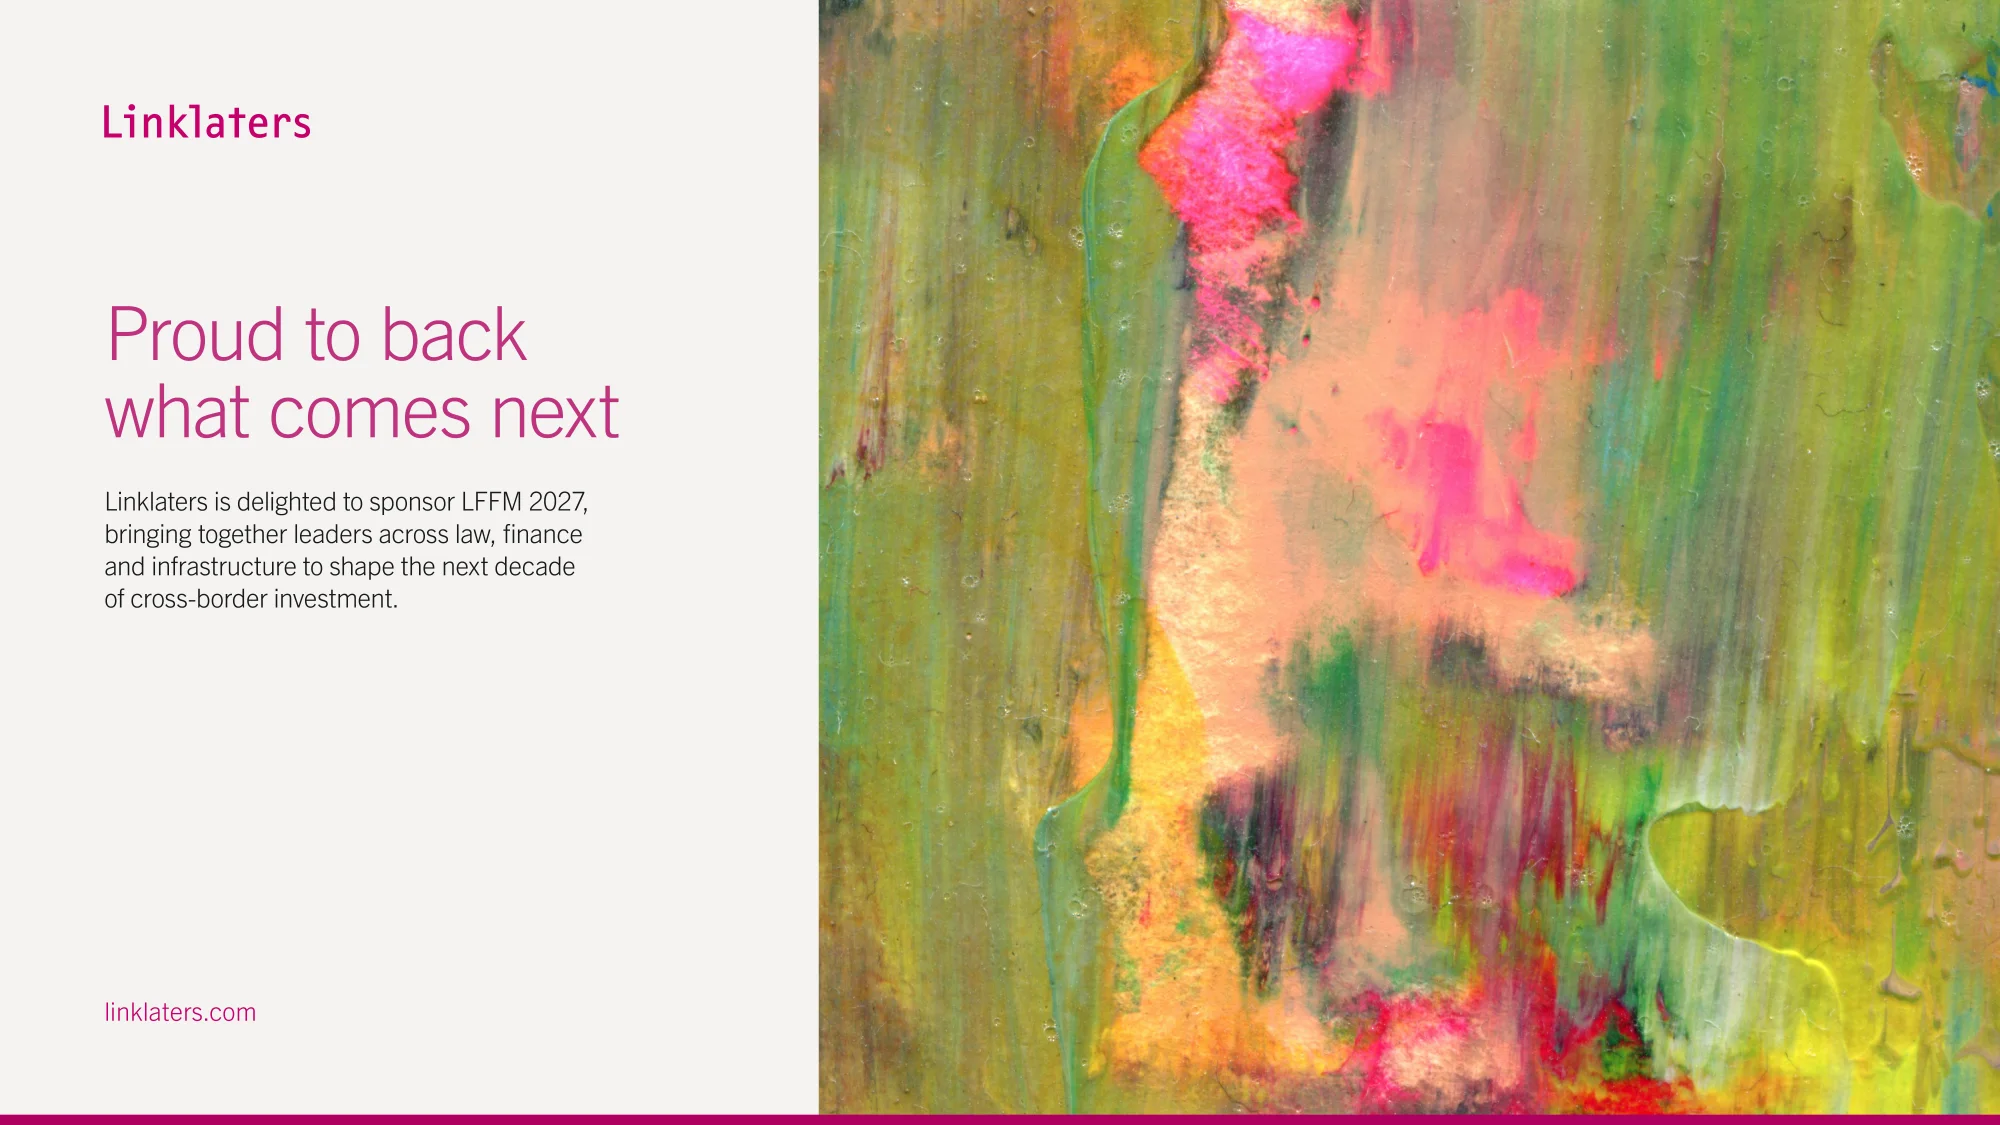 Linklaters
Proud to back
what comes next
Linklaters is delighted to sponsor LFFM 2027,
bringing together leaders across law, finance
and infrastructure to shape the next decade
of cross-border investment.
linklaters.com